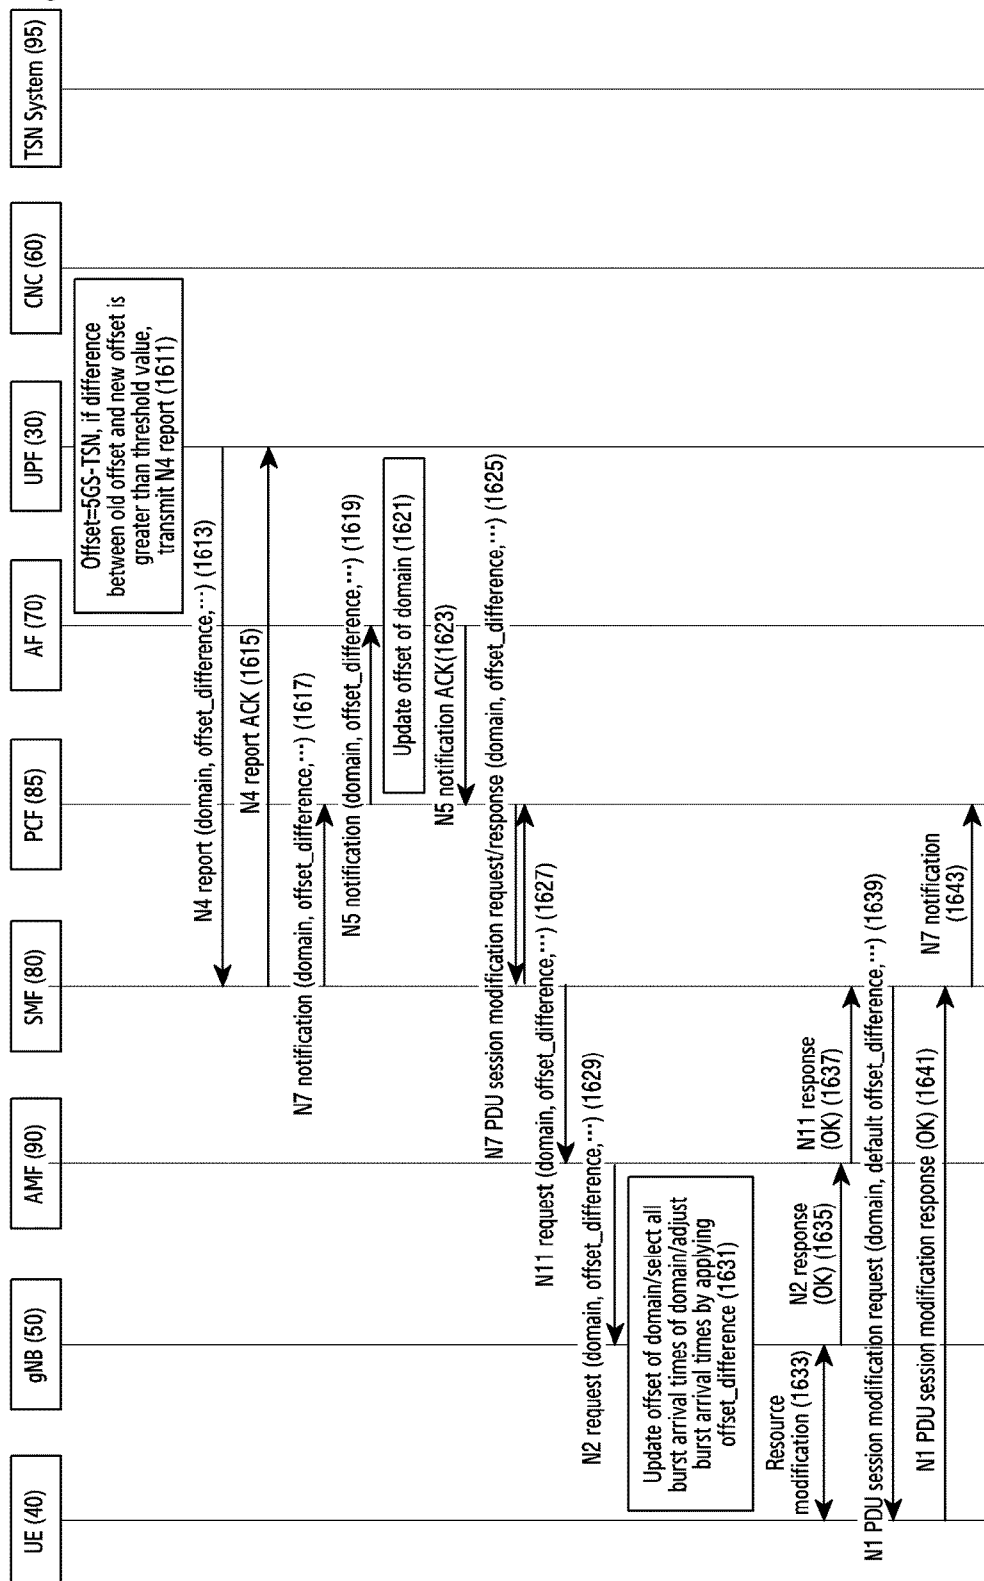 UE (40)
gNB (50)
AMF (90)
SMF (80)
PCF (85)
AF (70)
UPF (30)
CNC (60)
TSN System (95)
Offset=5GS-TSN, if difference
between old offset and new offset is
greater than threshold value,
transmit N4 report (1611)
N4 report (domain, offset_difference,···) (1613)
N4 report ACK (1615)
N7 notification (domain, offset_difference,···) (1617)
N5 notification (domain, offset_difference,···) (1619)
Update offset of domain (1621)
N5 notification ACK(1623)
N7 PDU session modification request/response (domain, offset_difference,···) (1625)
N11 request (domain, offset_difference,···) (1627)
N2 request (domain, offset_difference,···) (1629)
Update offset of domain/select all
burst arrival times of domain/adjust
burst arrival times by applying
offset_difference (1631)
Resource
modification (1633)
N2 response
(OK) (1635)
N11 response
(OK) (1637)
N1 PDU session modification request (domain, default offset_difference,···) (1639)
N1 PDU session modification response (OK) (1641)
N7 notification
(1643)